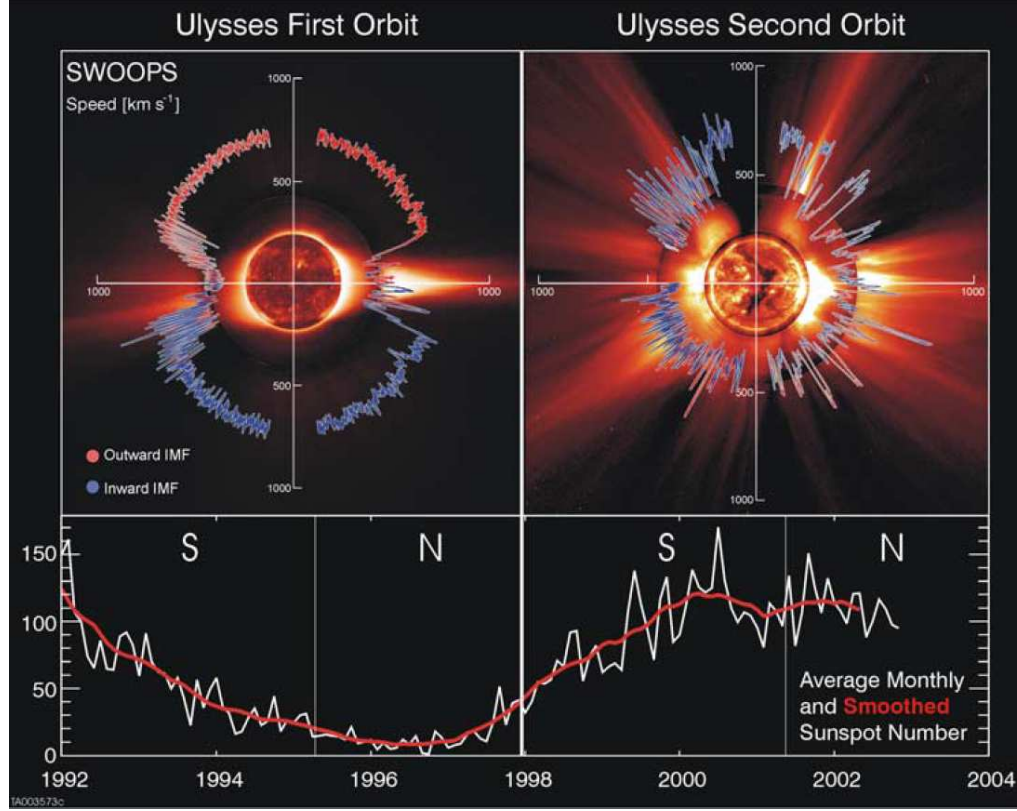 Ulysses First Orbit
Ulysses Second Orbit
SWOOPS
Speed [km s⁻¹]
1000
500
1000
1000
500
1000
Outward IMF
Inward IMF
1000
500
1000
1000
500
1000
S
N
S
N
150
100
50
0
Average Monthly
and Smoothed
Sunspot Number
1992
1994
1996
1998
2000
2002
2004
TA003573c